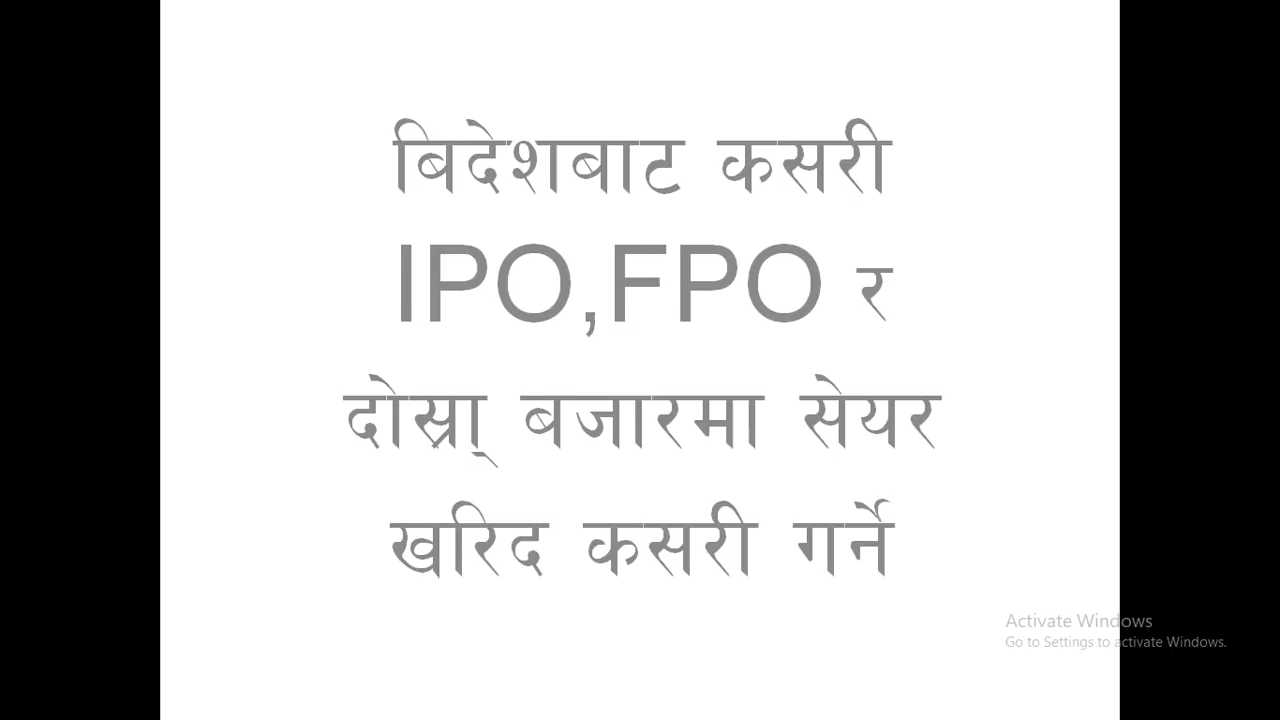 बिदेशबाट कसरी
IPO,FPO र
दोस्रा् बजारमा सेयर
खरिद कसरी गर्ने
Activate Windows
Go to Settings to activate Windows.